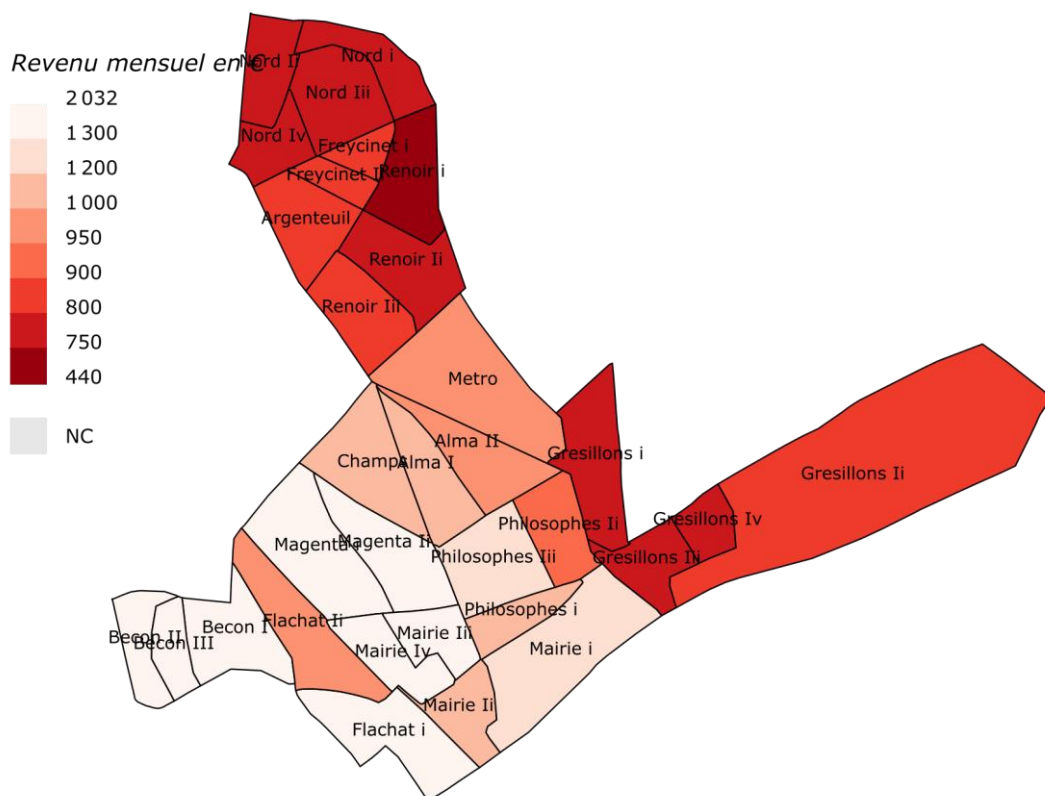 Revenu mensuel en €
2 032
1 300
1 200
1 000
950
900
800
750
440
NC
Nord Ii
Nord i
Nord Iii
Nord Iv
Freycinet i
Freycinet I
Renoir i
Argenteuil
Renoir Ii
Renoir Iii
Metro
Alma II
Champs
Alma I
Gresillons i
Gresillons Ii
Gresillons Iv
Gresillons Iii
Philosophes Ii
Philosophes Iii
Magenta i
Magenta Ii
Philosophes i
Flachat Ii
Becon I
Becon II
Becon III
Mairie Iii
Mairie Iv
Mairie i
Mairie Ii
Flachat i